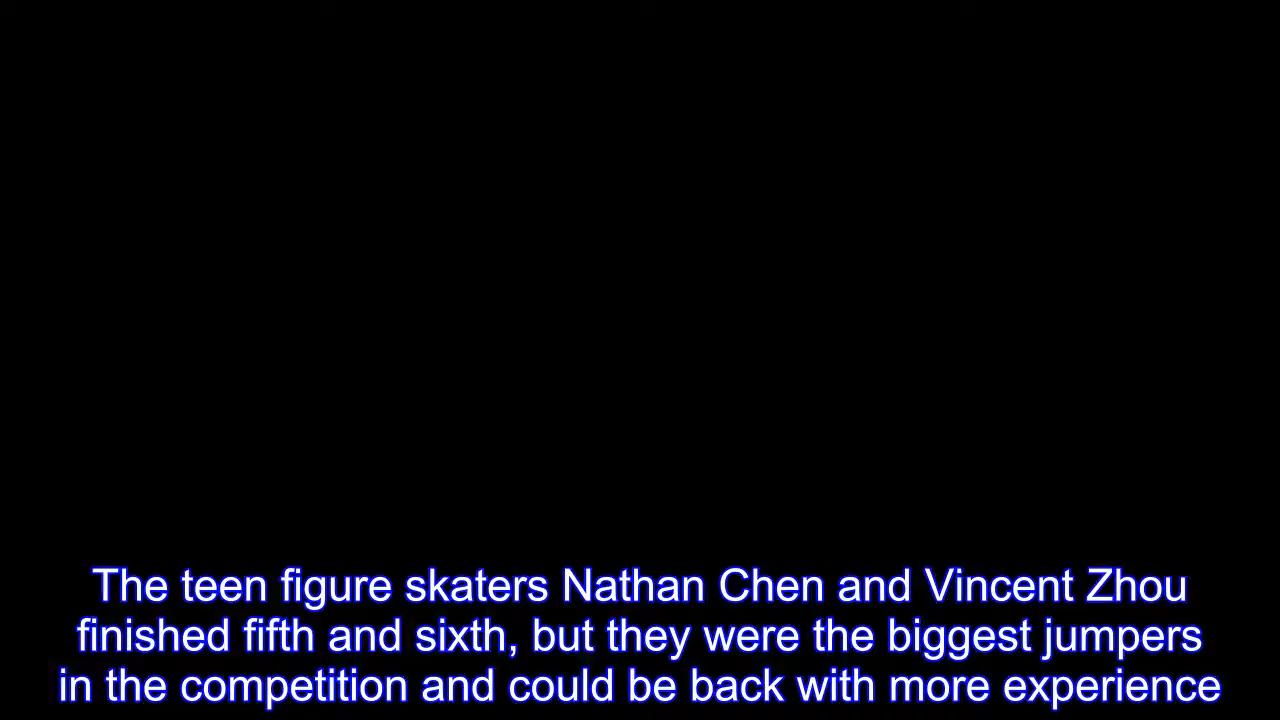 The teen figure skaters Nathan Chen and Vincent Zhou
finished fifth and sixth, but they were the biggest jumpers
in the competition and could be back with more experience